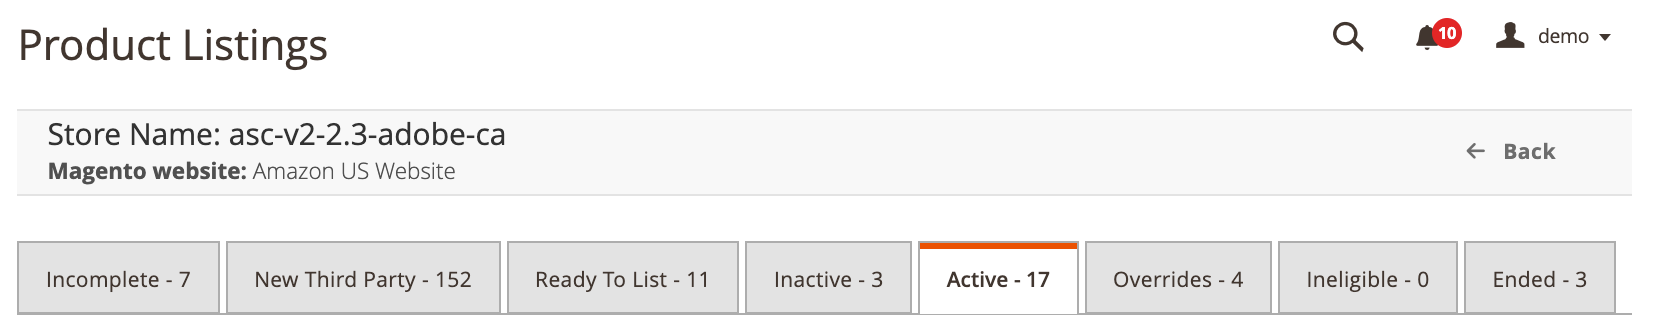 Product Listings
10
demo
Store Name: asc-v2-2.3-adobe-ca
Magento website: Amazon US Website
Back
Incomplete - 7
New Third Party - 152
Ready To List - 11
Inactive - 3
Active - 17
Overrides - 4
Ineligible - 0
Ended - 3